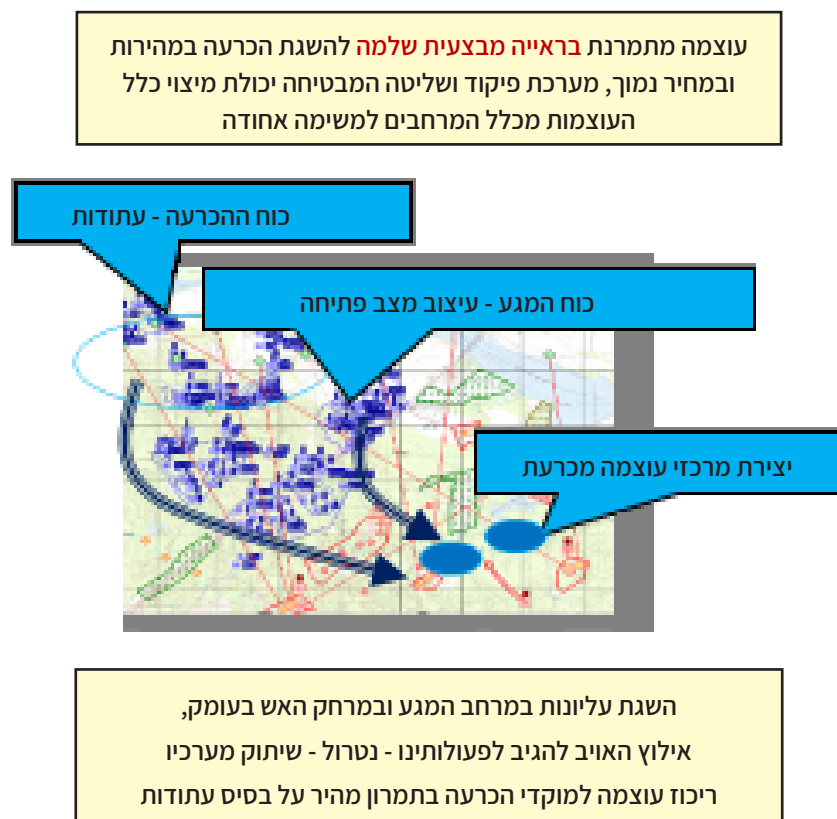 עוצמה מתמרנת בראייה מבצעית שלמה להשגת הכרעה במהירות
ובמחיר נמוך, מערכת פיקוד ושליטה המבטיחה יכולת מיצוי כלל
העוצמות מכלל המרחבים למשימה אחודה
כוח ההכרעה - עתודות
כוח המגע - עיצוב מצב פתיחה
יצירת מרכזי עוצמה מכרעת
השגת עליונות במרחב המגע ובמרחק האש בעומק,
אילוץ האויב להגיב לפעולותינו - נטרול - שיתוק מערכיו
ריכוז עוצמה למוקדי הכרעה בתמרון מהיר על בסיס עתודות